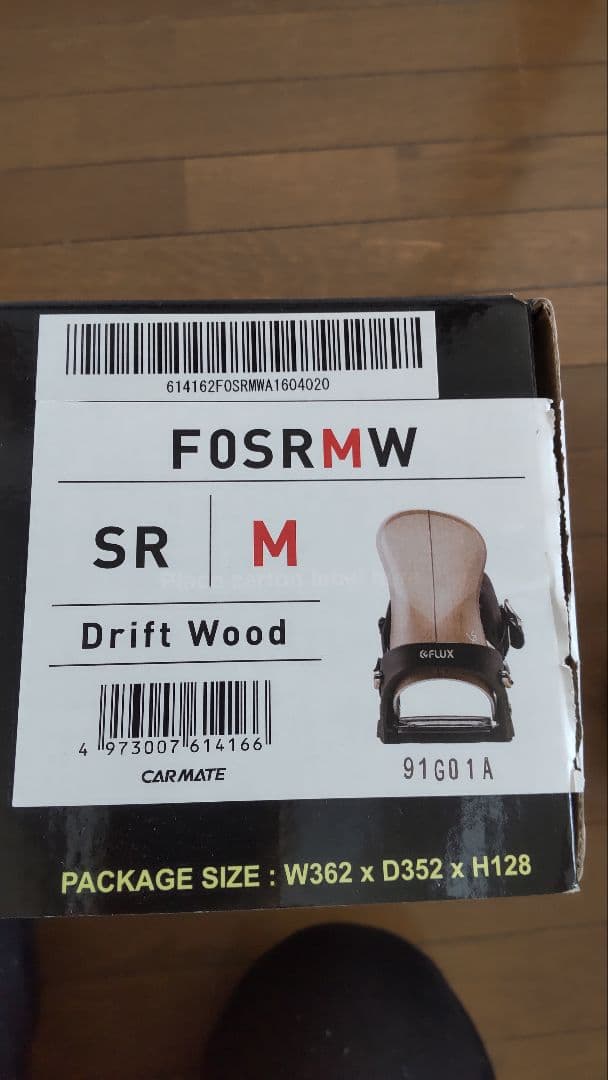 614162F0SRMWA1604020
F0SRMW
SR M
Drift Wood
FLUX
4 973007 614166
CARMATE
91G01A
PACKAGE SIZE : W362 x D352 x H128